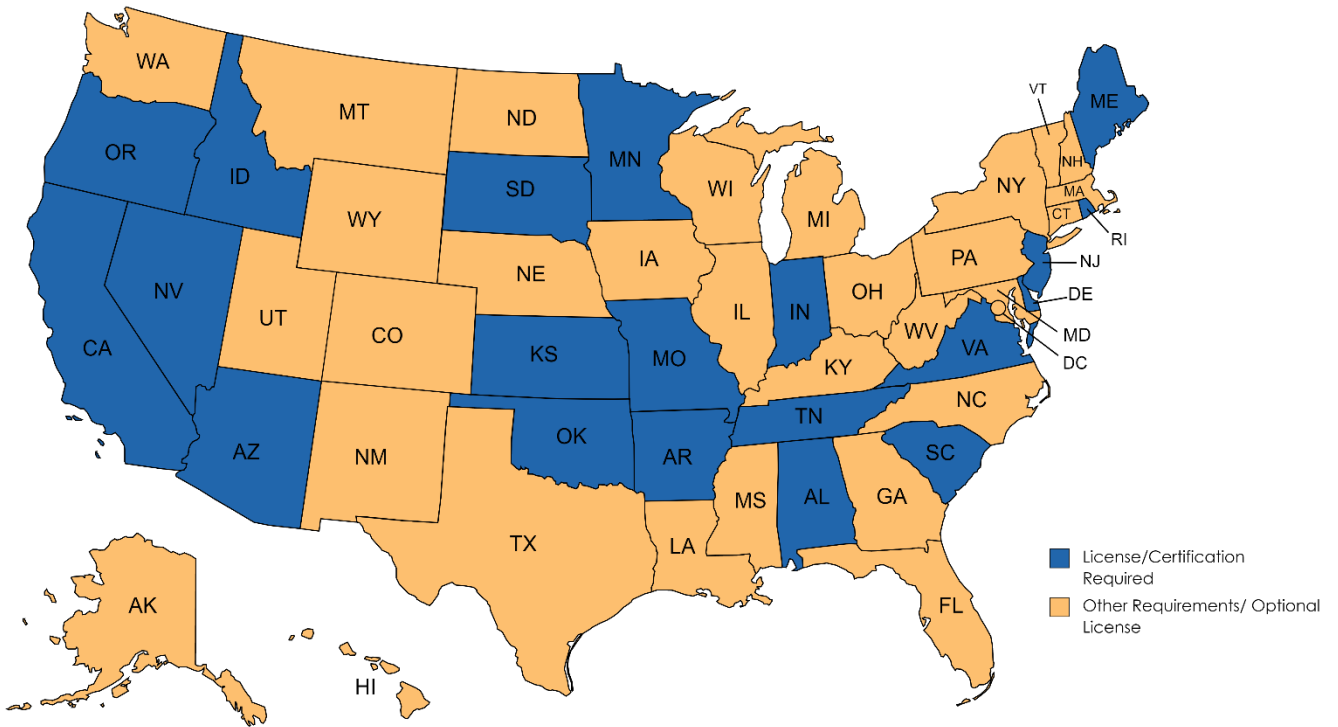 WA
MT
ND
MN
VT
ME
OR
ID
SD
WI
MI
NY
NH
MA
CT
RI
WY
IA
NE
PA
NJ
NV
UT
CO
IL
IN
OH
DE
CA
KS
MO
WV
VA
MD
KY
DC
AZ
NM
OK
AR
TN
NC
SC
MS
AL
GA
TX
LA
License/Certification
Required
AK
FL
Other Requirements/ Optional
License
HI